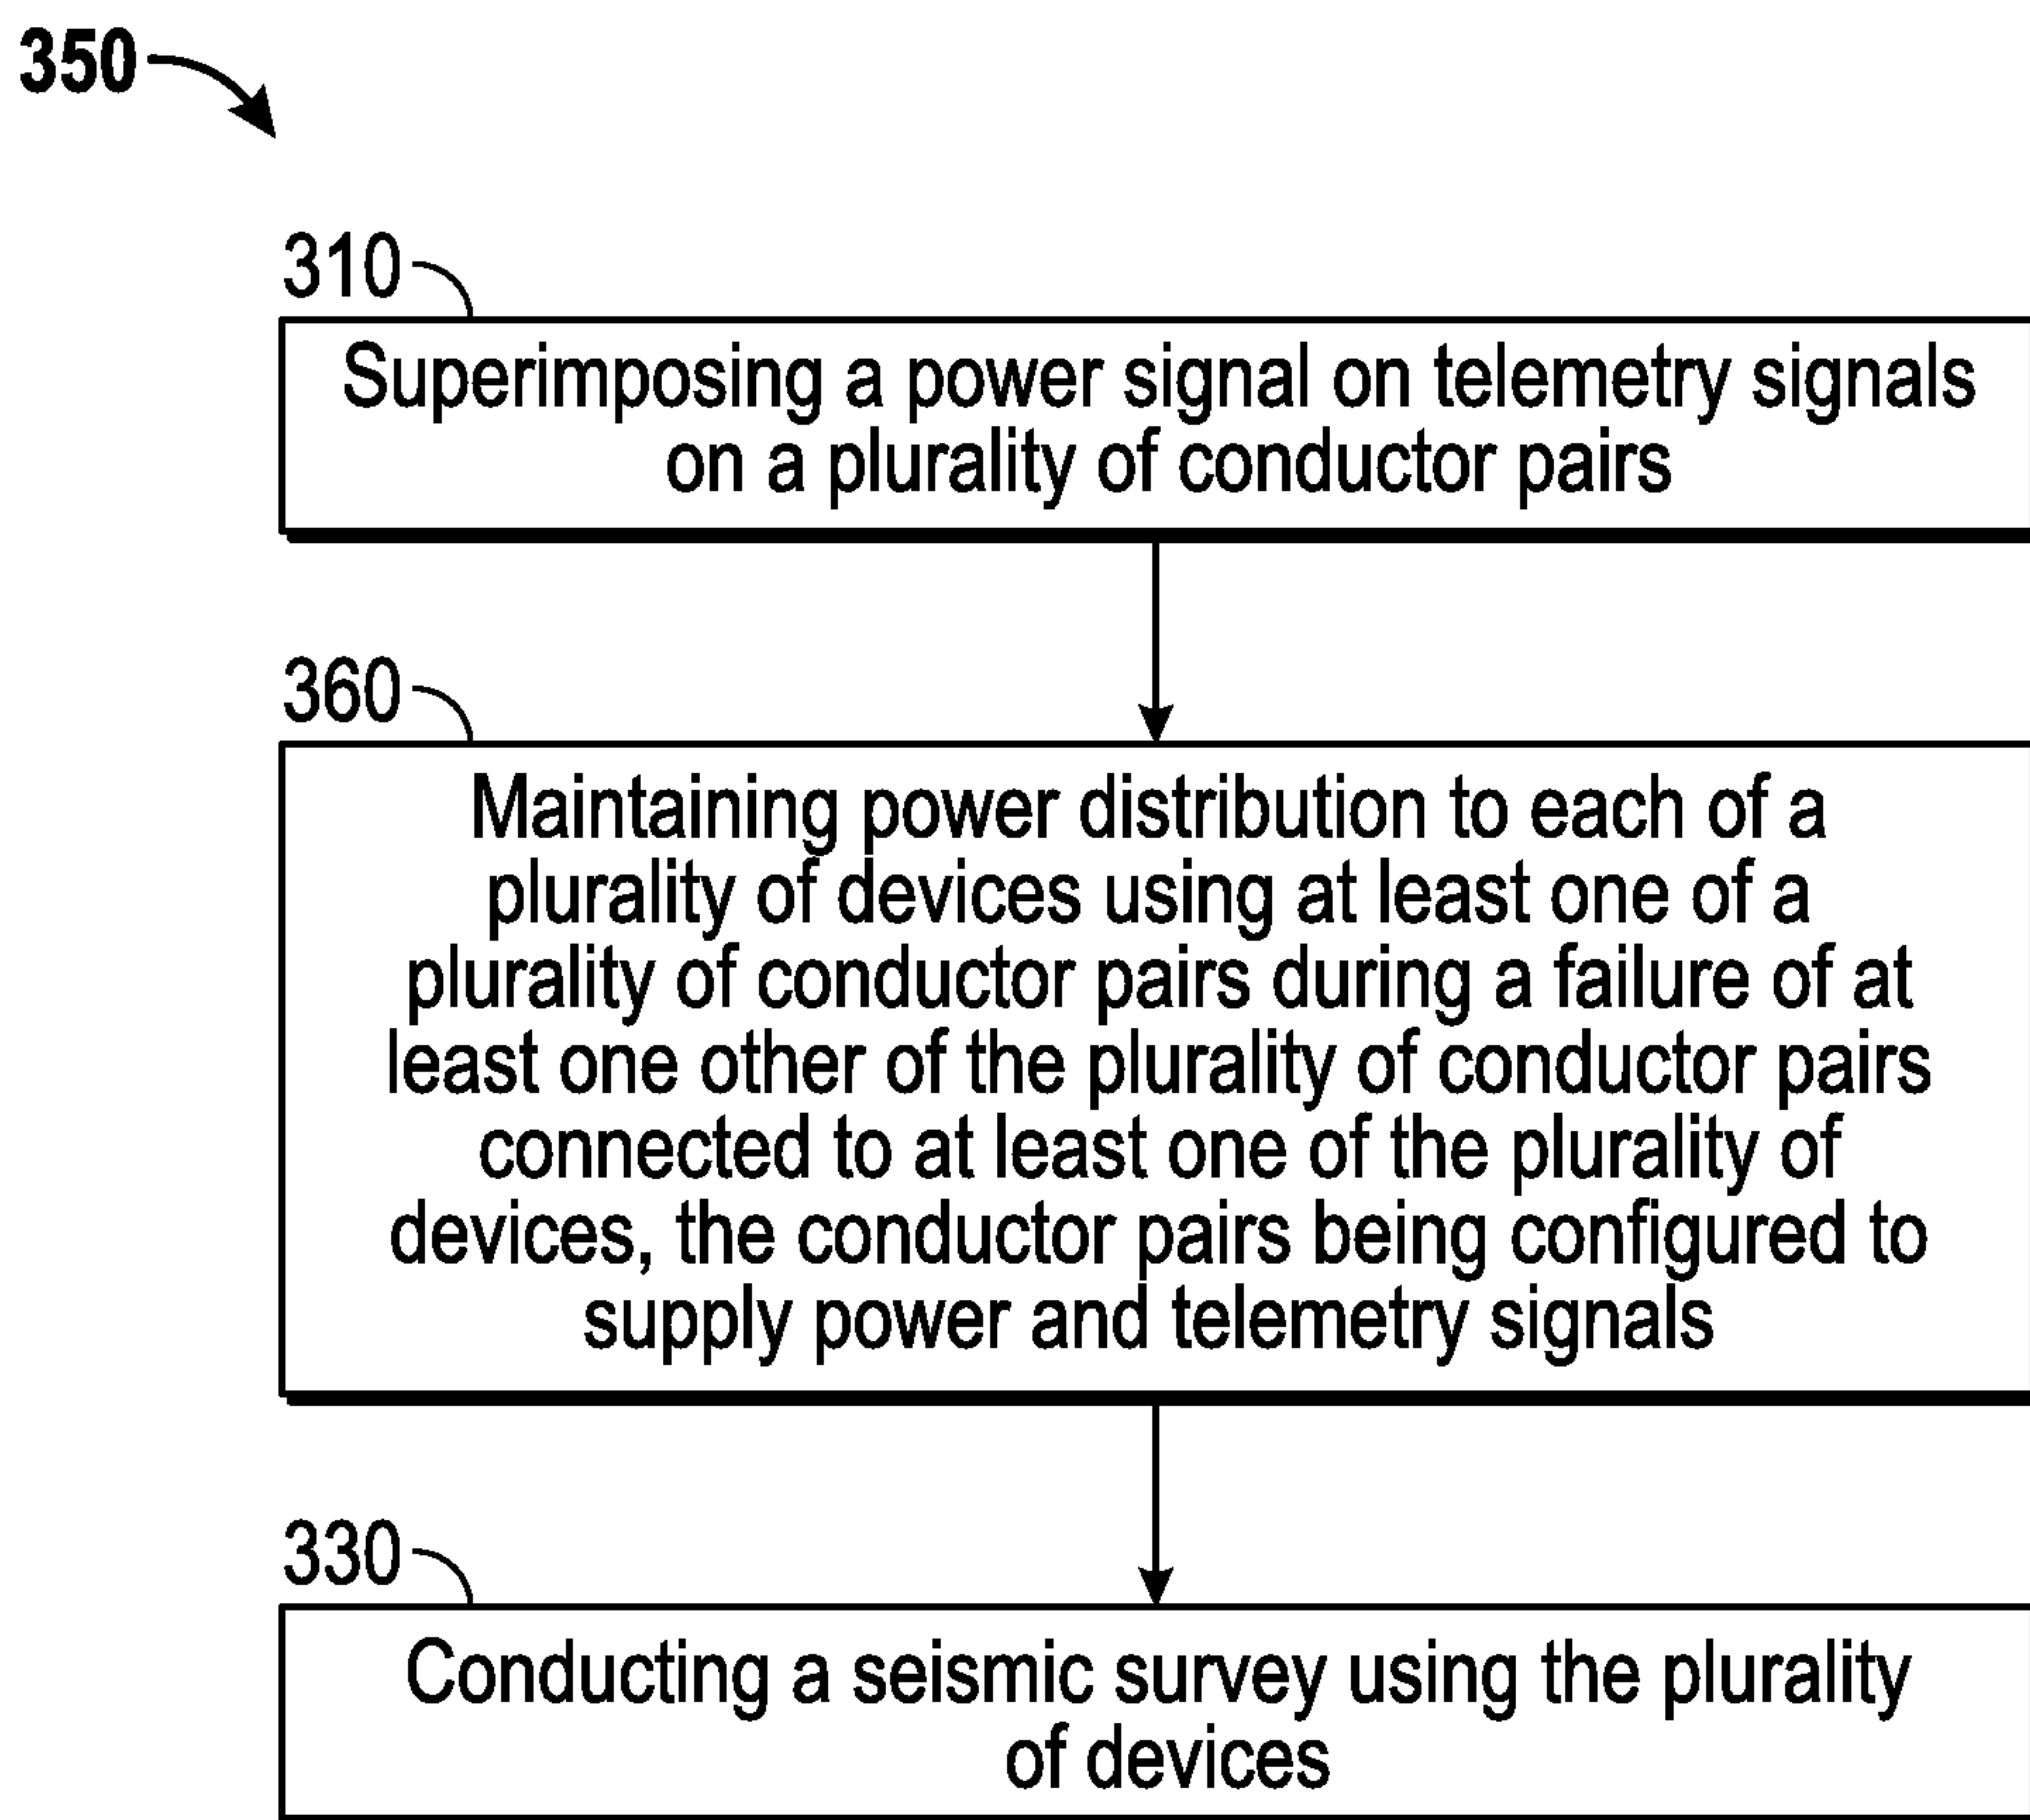 350
310
Superimposing a power signal on telemetry signals
on a plurality of conductor pairs
360
Maintaining power distribution to each of a
plurality of devices using at least one of a
plurality of conductor pairs during a failure of at
least one other of the plurality of conductor pairs
connected to at least one of the plurality of
devices, the conductor pairs being configured to
supply power and telemetry signals
330
Conducting a seismic survey using the plurality
of devices